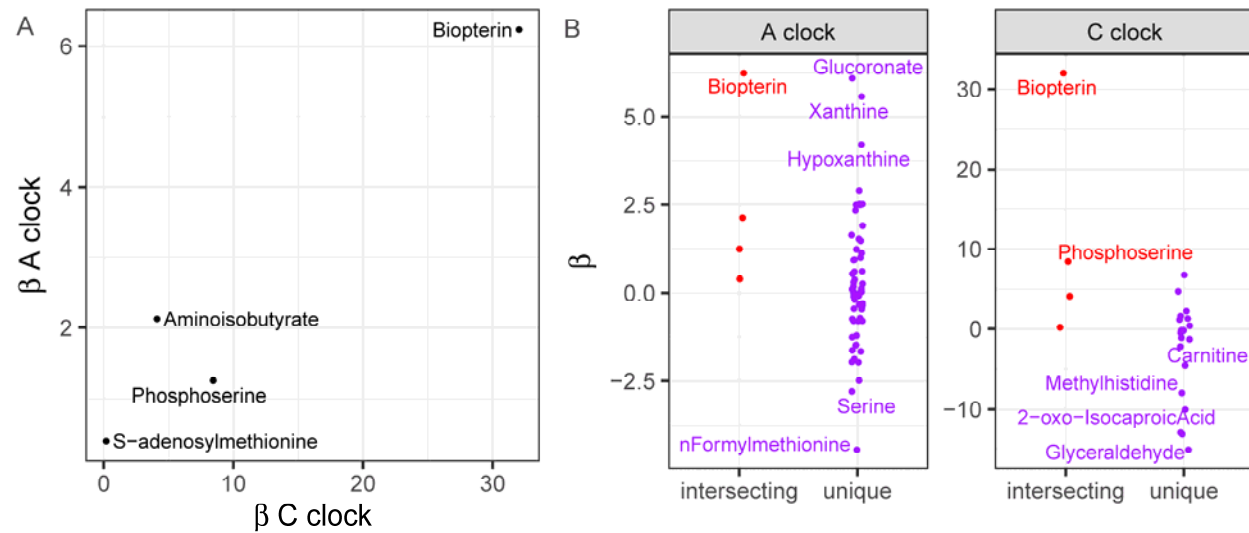 A
Biopterin
6
4
2
Aminoisobutyrate
Phosphoserine
S−adenosylmethionine
0
10
20
30
β A clock
β C clock
B
A clock
C clock
Glucoronate
Biopterin
Xanthine
Hypoxanthine
Serine
nFormylmethionine
5.0
2.5
0.0
−2.5
β
intersecting
unique
Biopterin
Phosphoserine
Carnitine
Methylhistidine
2−oxo−IsocaproicAcid
Glyceraldehyde
30
20
10
0
−10
intersecting
unique